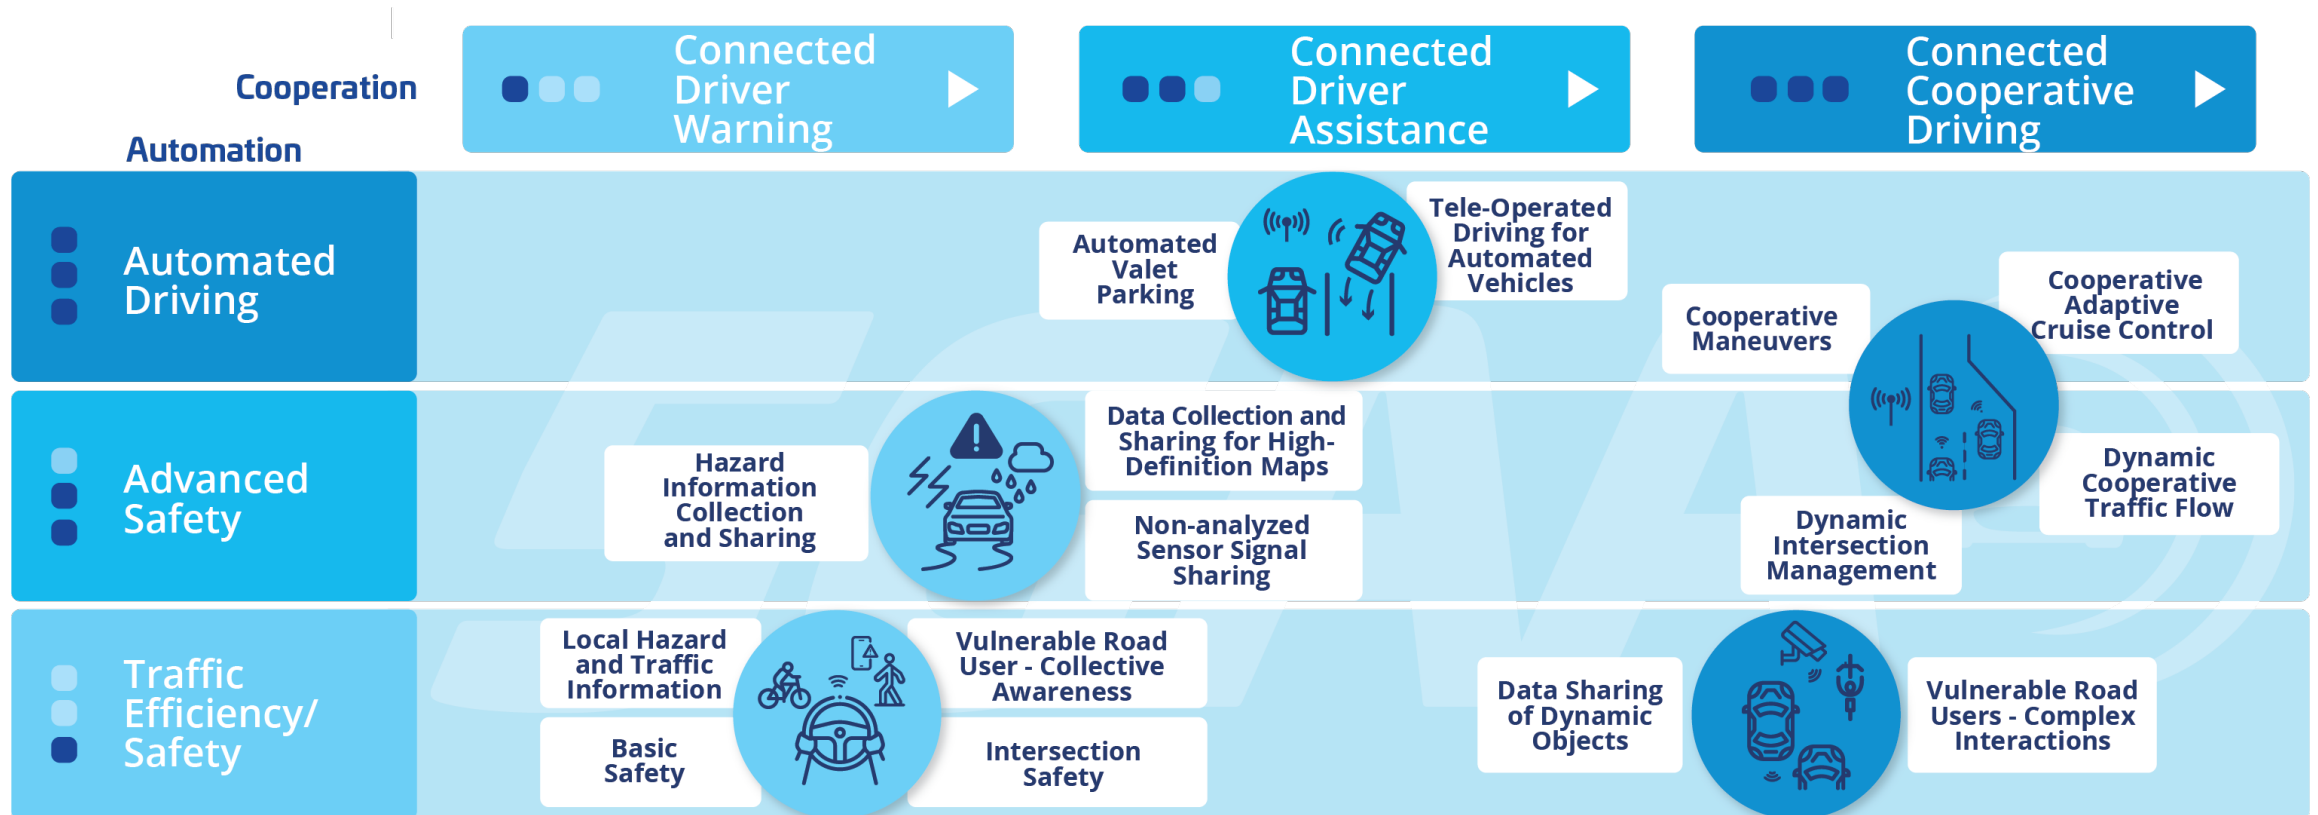 Cooperation
Automation
Connected
Driver
Warning
Connected
Driver
Assistance
Connected
Cooperative
Driving
Automated
Driving
Automated
Valet
Parking
Tele-Operated
Driving for
Automated
Vehicles
Cooperative
Maneuvers
Cooperative
Adaptive
Cruise Control
Advanced
Safety
Hazard
Information
Collection
and Sharing
Data Collection and
Sharing for High-
Definition Maps
Non-analyzed
Sensor Signal
Sharing
Dynamic
Intersection
Management
Dynamic
Cooperative
Traffic Flow
Traffic
Efficiency/
Safety
Local Hazard
and Traffic
Information
Basic
Safety
Vulnerable Road
User - Collective
Awareness
Intersection
Safety
Data Sharing
of Dynamic
Objects
Vulnerable Road
Users - Complex
Interactions
5GAA